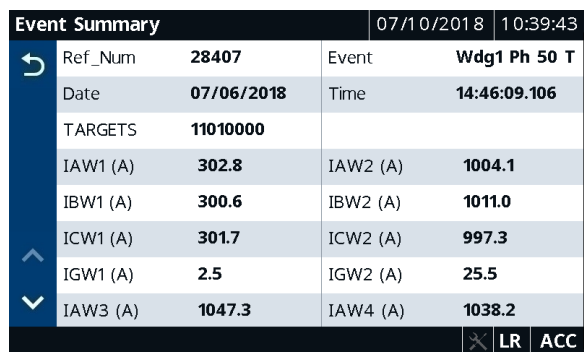 Event Summary 07/10/2018 10:39:43
Ref_Num 28407 Event Wdg1 Ph 50 T
Date 07/06/2018 Time 14:46:09.106
TARGETS 11010000
IAW1 (A) 302.8 IAW2 (A) 1004.1
IBW1 (A) 300.6 IBW2 (A) 1011.0
ICW1 (A) 301.7 ICW2 (A) 997.3
IGW1 (A) 2.5 IGW2 (A) 25.5
IAW3 (A) 1047.3 IAW4 (A) 1038.2
LR ACC